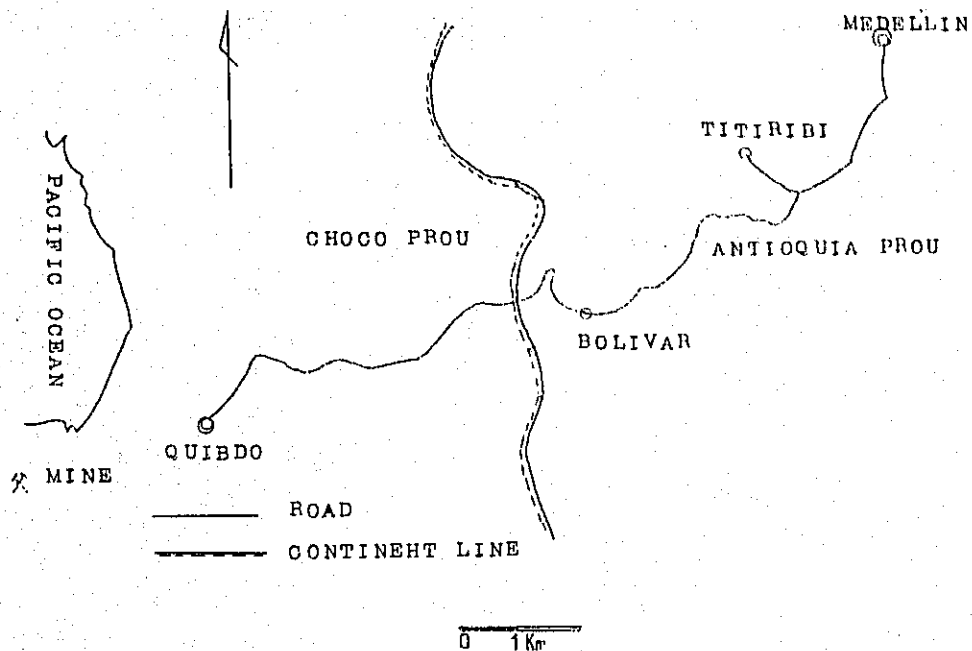 MEDELLIN
TITIRIBI
PACIFIC OCEAN
CHOCO PROU
ANTIOQUIA PROU
BOLIVAR
QUIBDO
MINE
ROAD
CONTINEHT LINE
0 1Km